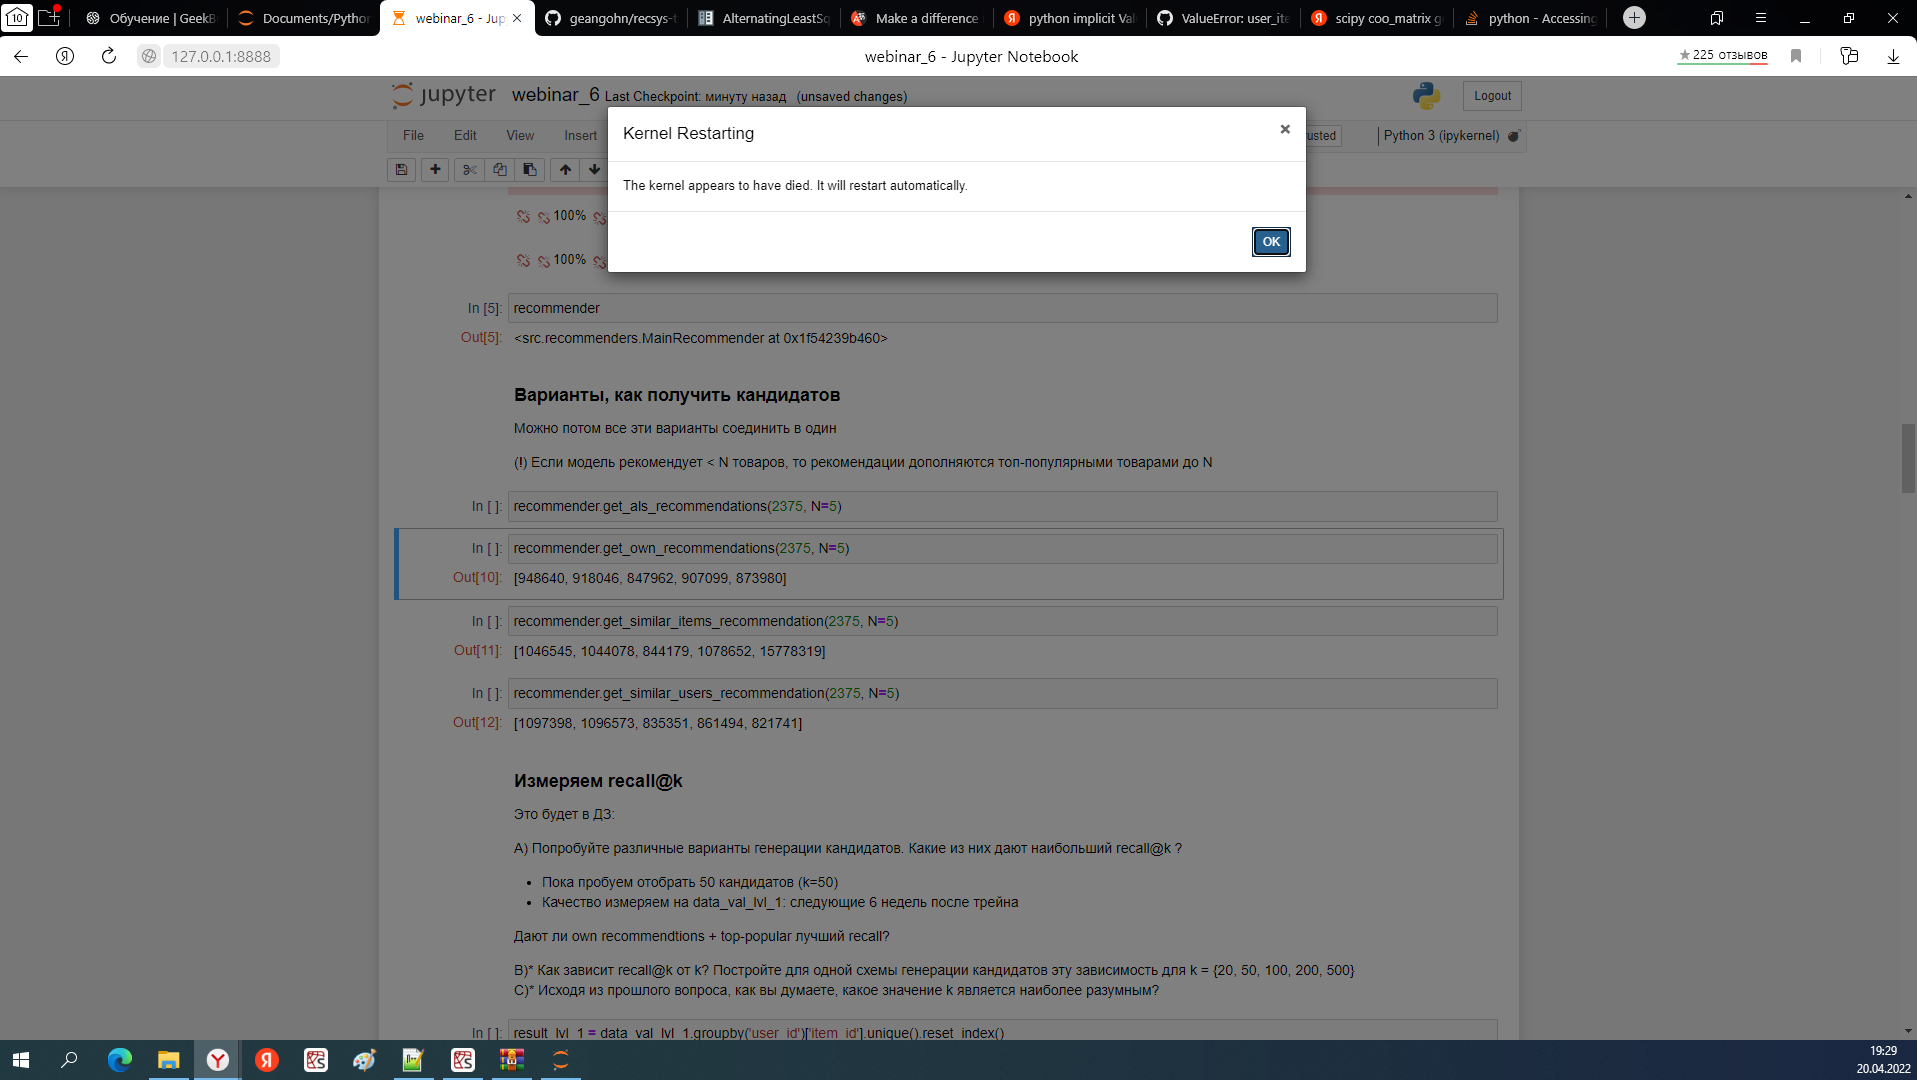 10
Обучение | GeekB
Documents/Python
webinar_6 - Jup
geangohn/recsys-t
AlternatingLeastSq
Make a difference
python implicit Val
ValueError: user_ite
scipy coo_matrix g
python - Accessing
127.0.0.1:8888
webinar_6 - Jupyter Notebook
225 отзывов
jupyter
webinar_6 Last Checkpoint: минуту назад (unsaved changes)
Logout
File
Edit
View
Insert
usted
Python 3 (ipykernel)
Kernel Restarting
The kernel appears to have died. It will restart automatically.
OK
100%
100%
In [5]: recommender
Out[5]: <src.recommenders.MainRecommender at 0x1f54239b460>
Варианты, как получить кандидатов
Можно потом все эти варианты соединить в один
(!) Если модель рекомендует < N товаров, то рекомендации дополняются топ-популярными товарами до N
In [ ]: recommender.get_als_recommendations(2375, N=5)
In [ ]: recommender.get_own_recommendations(2375, N=5)
Out[10]: [948640, 918046, 847962, 907099, 873980]
In [ ]: recommender.get_similar_items_recommendation(2375, N=5)
Out[11]: [1046545, 1044078, 844179, 1078652, 15778319]
In [ ]: recommender.get_similar_users_recommendation(2375, N=5)
Out[12]: [1097398, 1096573, 835351, 861494, 821741]
Измеряем recall@k
Это будет в ДЗ:
A) Попробуйте различные варианты генерации кандидатов. Какие из них дают наибольший recall@k ?
• Пока пробуем отобрать 50 кандидатов (k=50)
• Качество измеряем на data_val_lvl_1: следующие 6 недель после трейна
Дают ли own recommendtions + top-popular лучший recall?
B)* Как зависит recall@k от k? Постройте для одной схемы генерации кандидатов эту зависимость для k = {20, 50, 100, 200, 500}
C)* Исходя из прошлого вопроса, как вы думаете, какое значение k является наиболее разумным?
In [ ]: result_lvl_1 = data_val_lvl_1.groupby('user_id')['item_id'].unique().reset_index()
19:29
20.04.2022